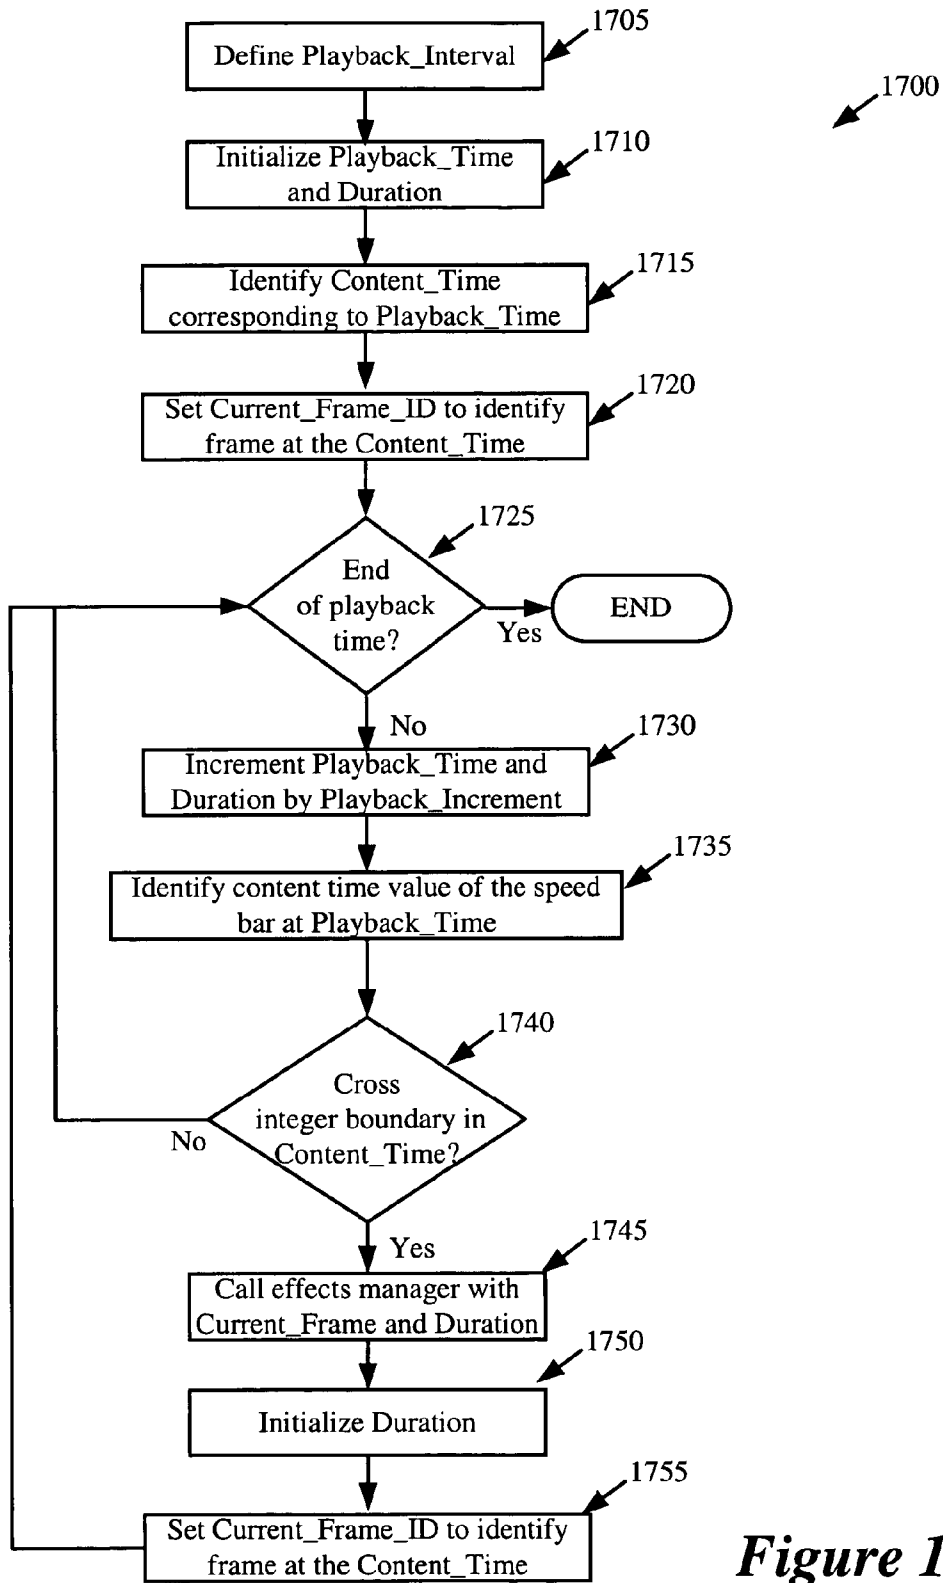 1705
Define Playback_Interval
1700
1710
Initialize Playback_Time
and Duration
1715
Identify Content_Time
corresponding to Playback_Time
1720
Set Current_Frame_ID to identify
frame at the Content_Time
1725
End
of playback
time?
END
Yes
No
1730
Increment Playback_Time and
Duration by Playback_Increment
1735
Identify content time value of the speed
bar at Playback_Time
1740
Cross
integer boundary in
Content_Time?
No
Yes
1745
Call effects manager with
Current_Frame and Duration
1750
Initialize Duration
1755
Set Current_Frame_ID to identify
frame at the Content_Time
Figure 1